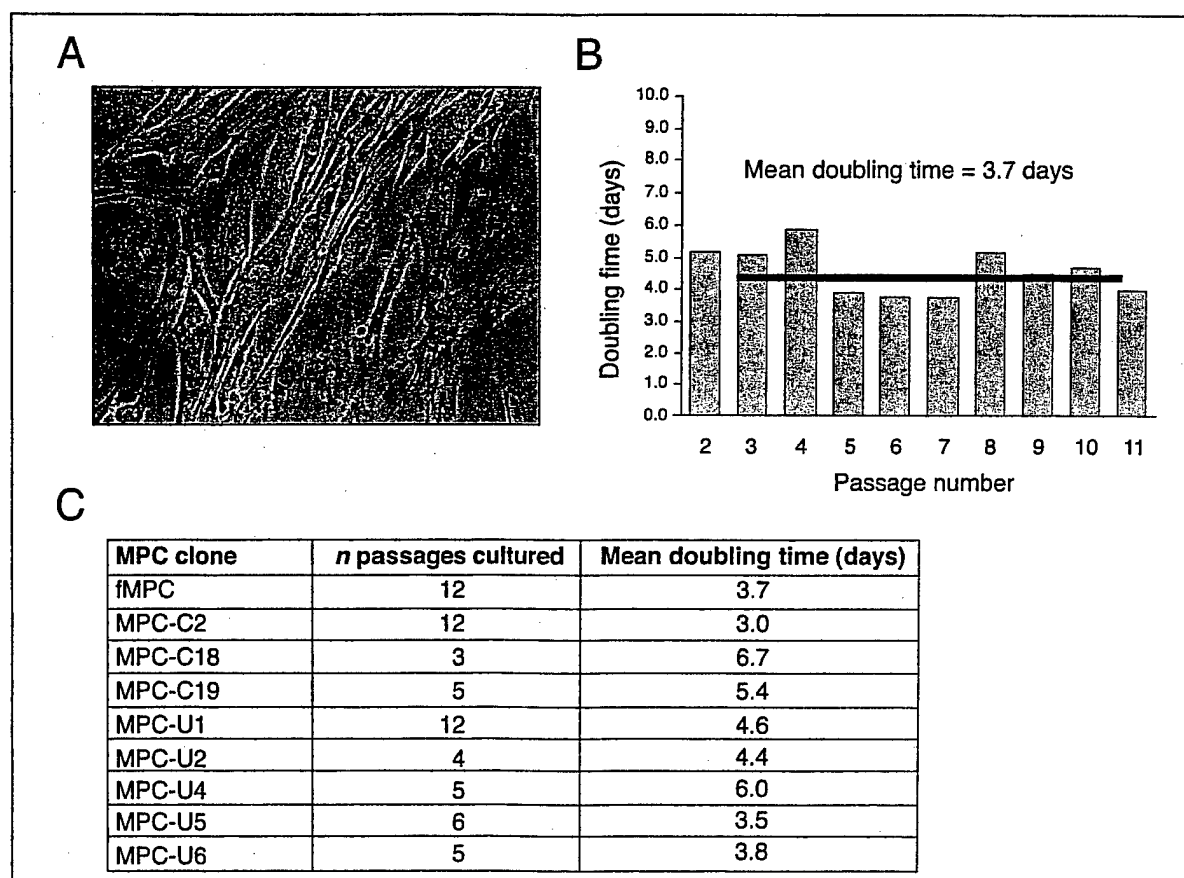 A
B
10.0
9.0
8.0
7.0
6.0
5.0
4.0
3.0
2.0
1.0
0.0
Doubling time (days)
Mean doubling time = 3.7 days
2 3 4 5 6 7 8 9 10 11
Passage number
C
MPC clone n passages cultured Mean doubling time (days)
fMPC 12 3.7
MPC-C2 12 3.0
MPC-C18 3 6.7
MPC-C19 5 5.4
MPC-U1 12 4.6
MPC-U2 4 4.4
MPC-U4 5 6.0
MPC-U5 6 3.5
MPC-U6 5 3.8